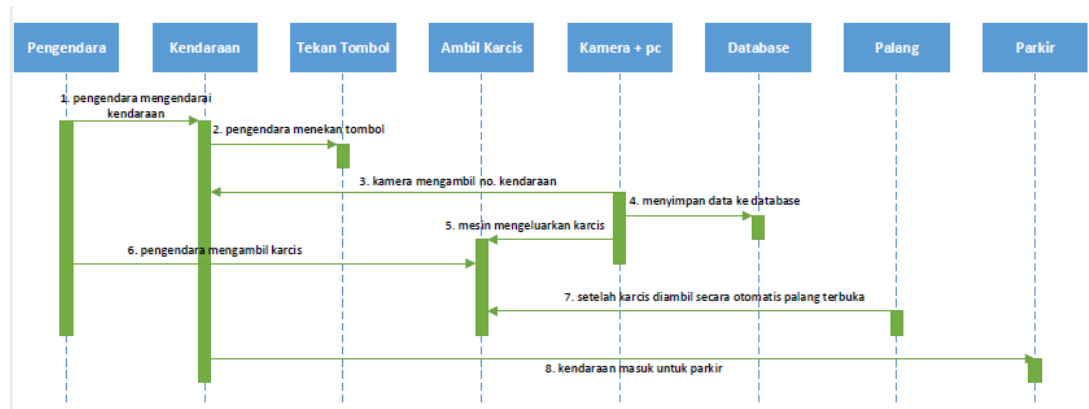 Pengendara
Kendaraan
Tekan Tombol
Ambil Karcis
Kamera + pc
Database
Palang
Parkir
1. pengendara mengendarai
kendaraan
2. pengendara menekan tombol
3. kamera mengambil no. kendaraan
4. menyimpan data ke database
5. mesin mengeluarkan karcis
6. pengendara mengambil karcis
7. setelah karcis diambil secara otomatis palang terbuka
8. kendaraan masuk untuk parkir